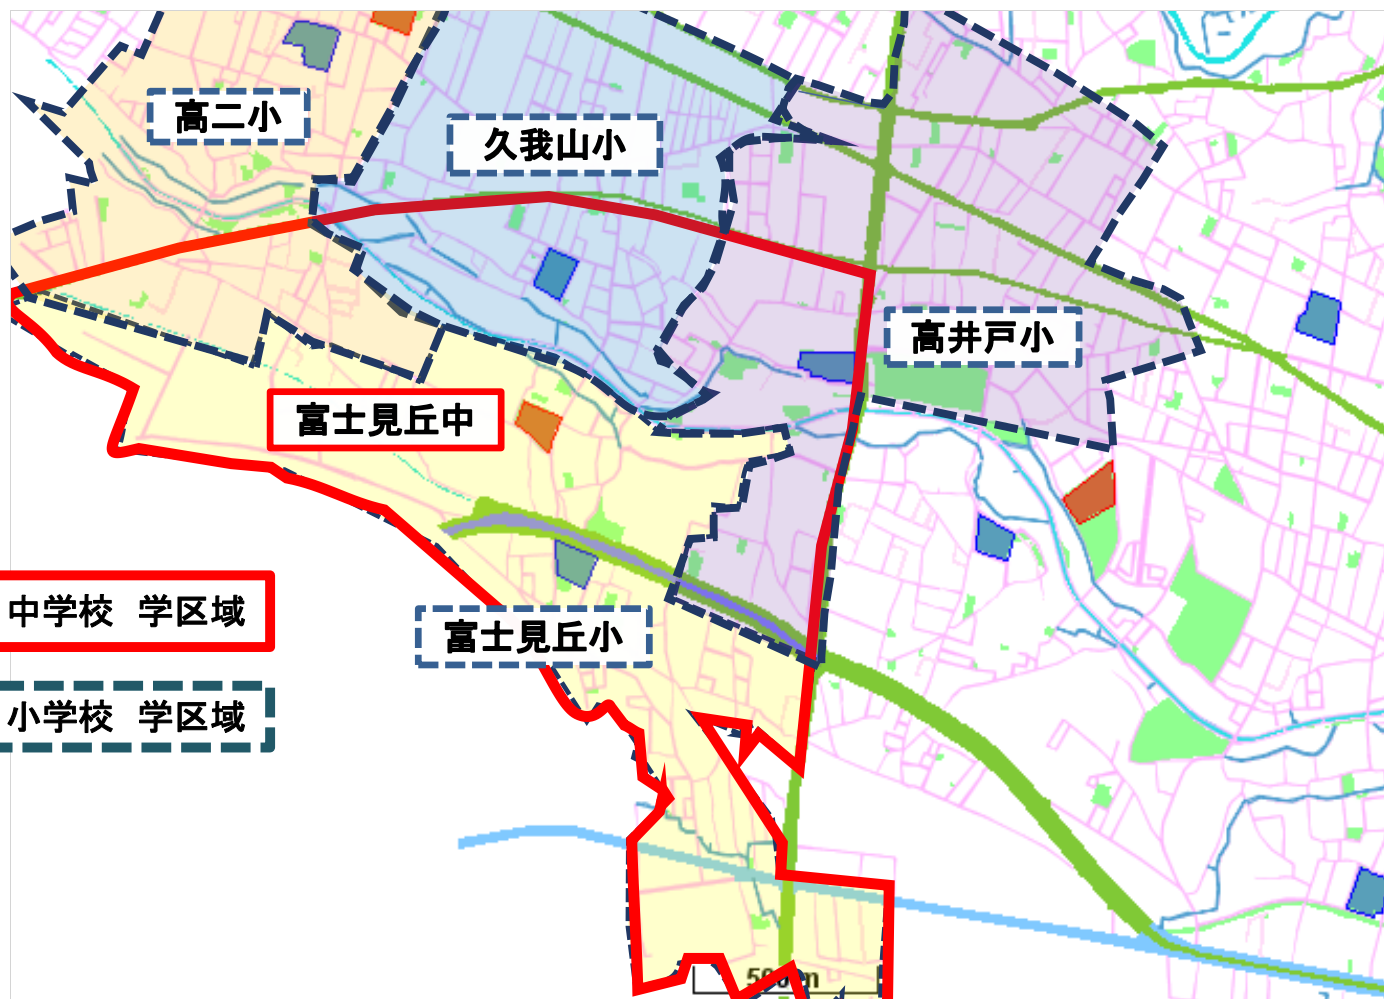 高二小
久我山小
高井戸小
富士見丘中
中学校　学区域
富士見丘小
小学校　学区域